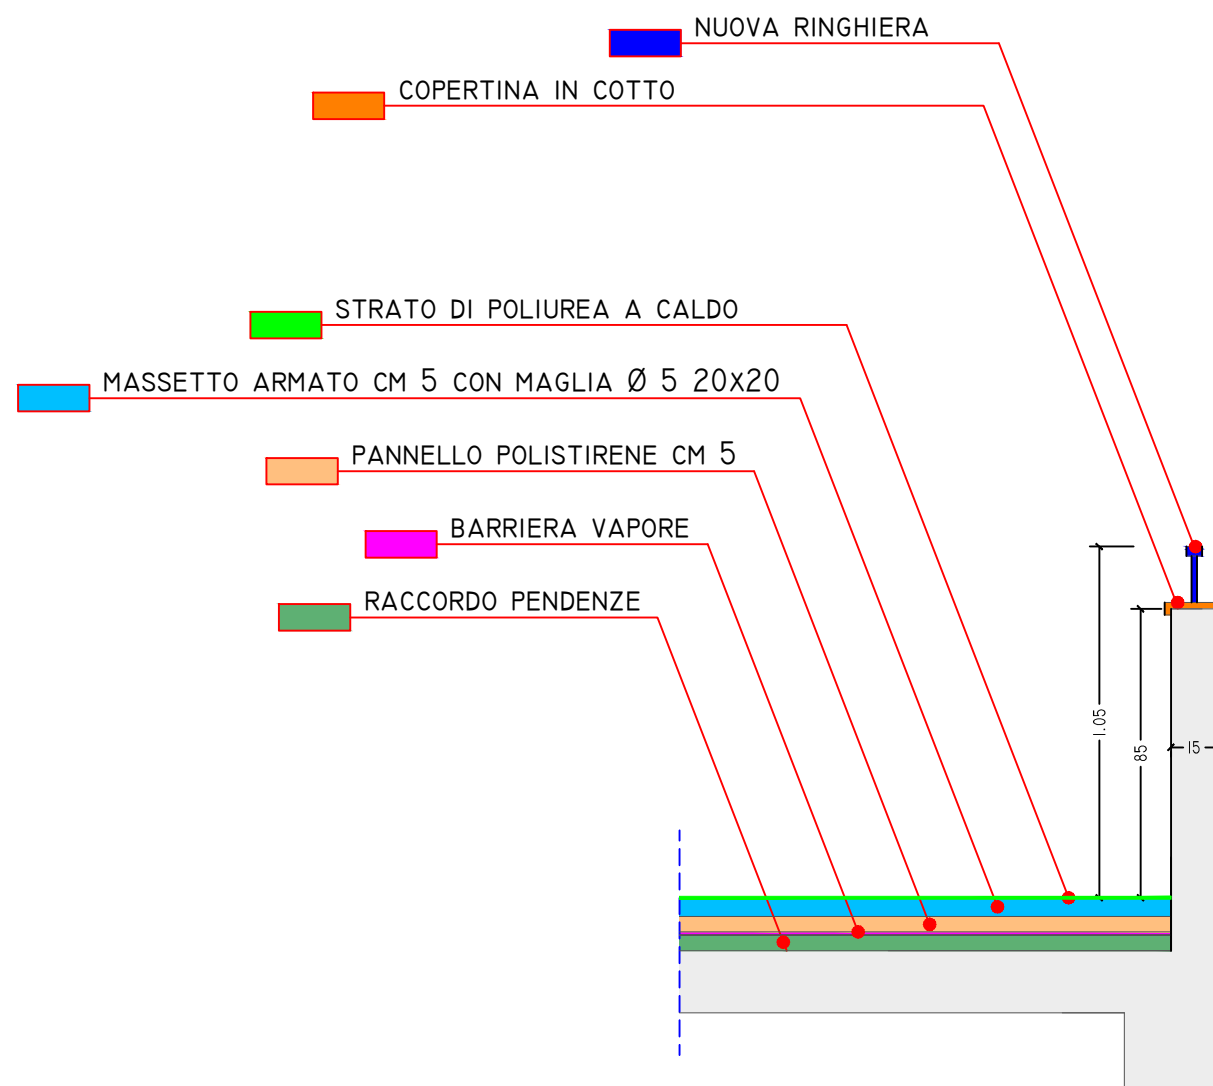 NUOVA RINGHIERA
COPERTINA IN COTTO
STRATO DI POLIUREA A CALDO
MASSETTO ARMATO CM 5 CON MAGLIA Ø 5 20X20
PANNELLO POLISTIRENE CM 5
BARRIERA VAPORE
RACCORDO PENDENZE
1.05
85
15